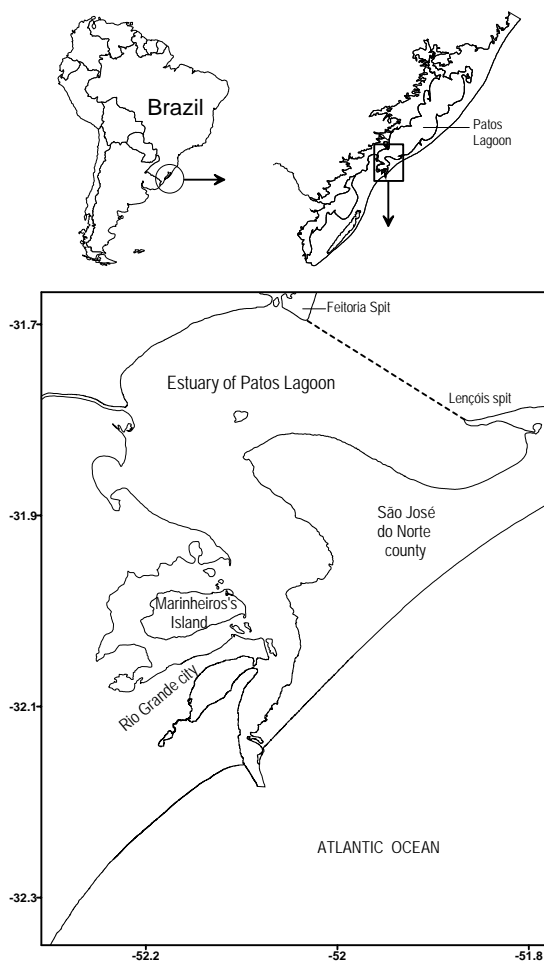 Brazil
Patos
Lagoon
-31.7
Feitoria Spit
Estuary of Patos Lagoon
Lençóis spit
-31.9
São José
do Norte
county
Marinheiros's
Island
Rio Grande city
-32.1
ATLANTIC OCEAN
-32.3
-52.2
-52
-51.8